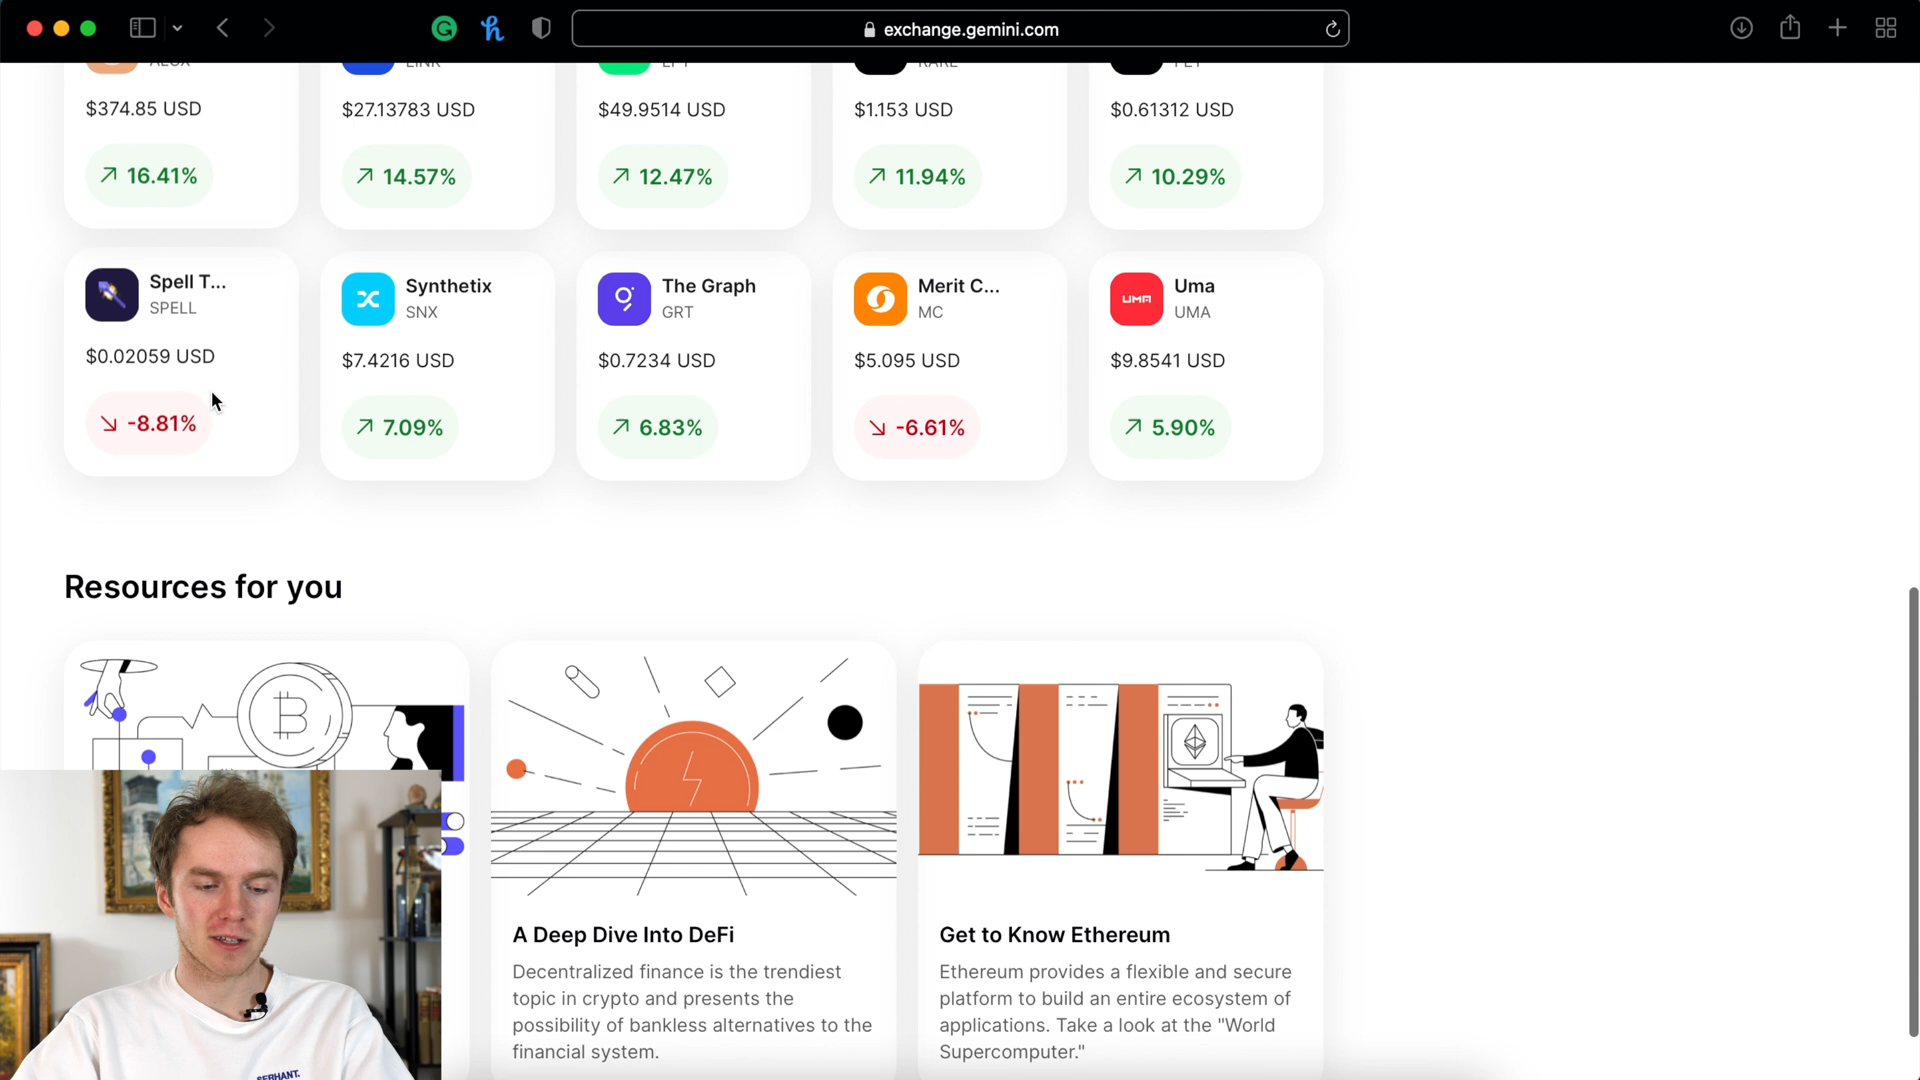 exchange.gemini.com
LINK
$374.85 USD
$27.13783 USD
$49.9514 USD
$1.153 USD
$0.61312 USD
16.41%
14.57%
12.47%
11.94%
10.29%
Spell T...
SPELL
Synthetix
SNX
The Graph
GRT
Merit C...
MC
Uma
UMA
UMA
$0.02059 USD
$7.4216 USD
$0.7234 USD
$5.095 USD
$9.8541 USD
-8.81%
7.09%
6.83%
-6.61%
5.90%
Resources for you
A Deep Dive Into DeFi
Decentralized finance is the trendiest
topic in crypto and presents the
possibility of bankless alternatives to the
financial system.
Get to Know Ethereum
Ethereum provides a flexible and secure
platform to build an entire ecosystem of
applications. Take a look at the "World
Supercomputer."
SERHANT.